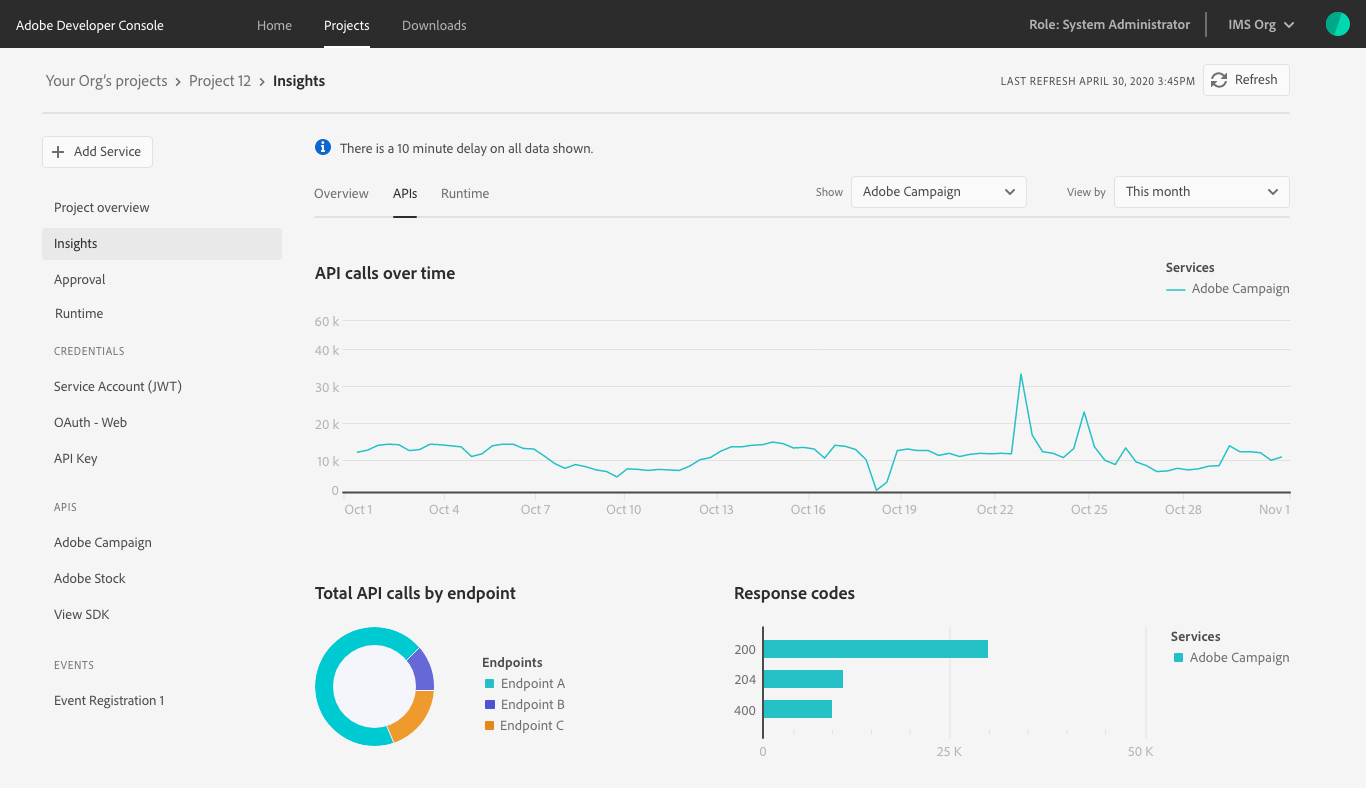 Adobe Developer Console
Home
Projects
Downloads
Role: System Administrator
IMS Org
Your Org's projects > Project 12 > Insights
LAST REFRESH APRIL 30, 2020 3:45PM
Refresh
Add Service
Project overview
Insights
Approval
Runtime
CREDENTIALS
Service Account (JWT)
OAuth - Web
API Key
APIS
Adobe Campaign
Adobe Stock
View SDK
EVENTS
Event Registration 1
There is a 10 minute delay on all data shown.
Overview
APIs
Runtime
Show
Adobe Campaign
View by
This month
API calls over time
Services
Adobe Campaign
60 k
40 k
30 k
20 k
10 k
0
Oct 1
Oct 4
Oct 7
Oct 10
Oct 13
Oct 16
Oct 19
Oct 22
Oct 25
Oct 28
Nov 1
Total API calls by endpoint
Endpoints
Endpoint A
Endpoint B
Endpoint C
Response codes
200
204
400
0
25 K
50 K
Services
Adobe Campaign